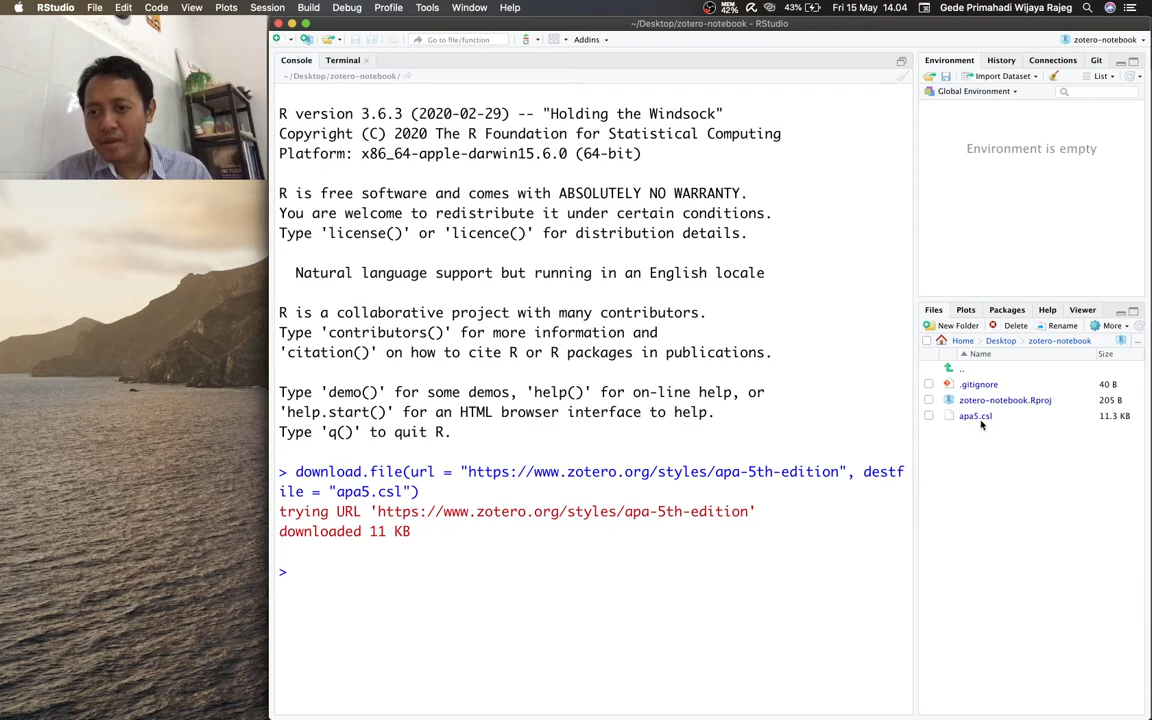 RStudio File Edit Code View Plots Session Build Debug Profile Tools Window Help MEM 42% 43% Fri 15 May 14.04 Gede Primahadi Wijaya Rajeg
~/Desktop/zotero-notebook - RStudio
Go to file/function Addins zotero-notebook
Console Terminal
~/Desktop/zotero-notebook/
R version 3.6.3 (2020-02-29) -- "Holding the Windsock"
Copyright (C) 2020 The R Foundation for Statistical Computing
Platform: x86_64-apple-darwin15.6.0 (64-bit)
R is free software and comes with ABSOLUTELY NO WARRANTY.
You are welcome to redistribute it under certain conditions.
Type 'license()' or 'licence()' for distribution details.
Natural language support but running in an English locale
R is a collaborative project with many contributors.
Type 'contributors()' for more information and
'citation()' on how to cite R or R packages in publications.
Type 'demo()' for some demos, 'help()' for on-line help, or
'help.start()' for an HTML browser interface to help.
Type 'q()' to quit R.
> download.file(url = "https://www.zotero.org/styles/apa-5th-edition", destf
ile = "apa5.csl")
trying URL 'https://www.zotero.org/styles/apa-5th-edition'
downloaded 11 KB
>
Environment History Connections Git
Import Dataset List
Global Environment
Environment is empty
Files Plots Packages Help Viewer
New Folder Delete Rename More
Home Desktop zotero-notebook ...
Name Size
..
.gitignore 40 B
zotero-notebook.Rproj 205 B
apa5.csl 11.3 KB